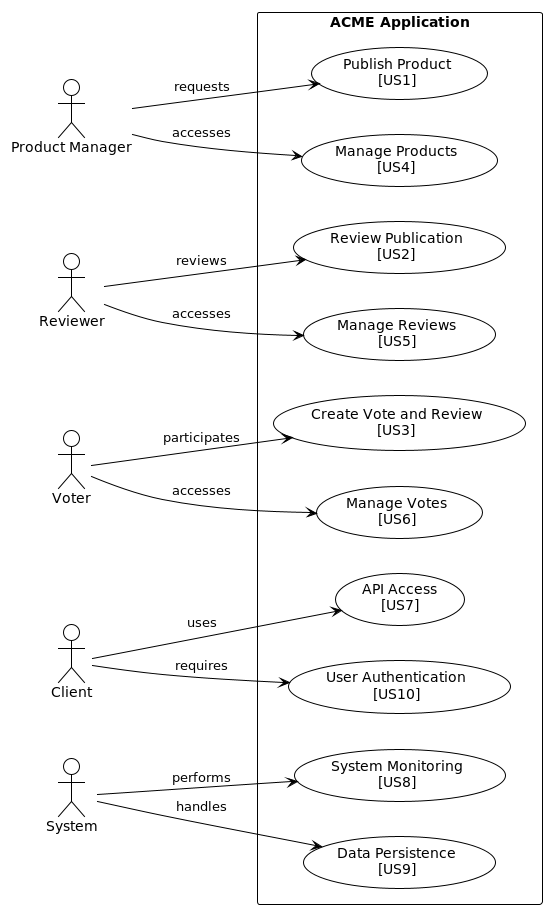 ACME Application
Publish Product
[US1]
requests
accesses
Product Manager
Manage Products
[US4]
Review Publication
[US2]
reviews
accesses
Reviewer
Manage Reviews
[US5]
Create Vote and Review
[US3]
participates
accesses
Voter
Manage Votes
[US6]
API Access
[US7]
uses
requires
Client
User Authentication
[US10]
System Monitoring
[US8]
performs
handles
System
Data Persistence
[US9]